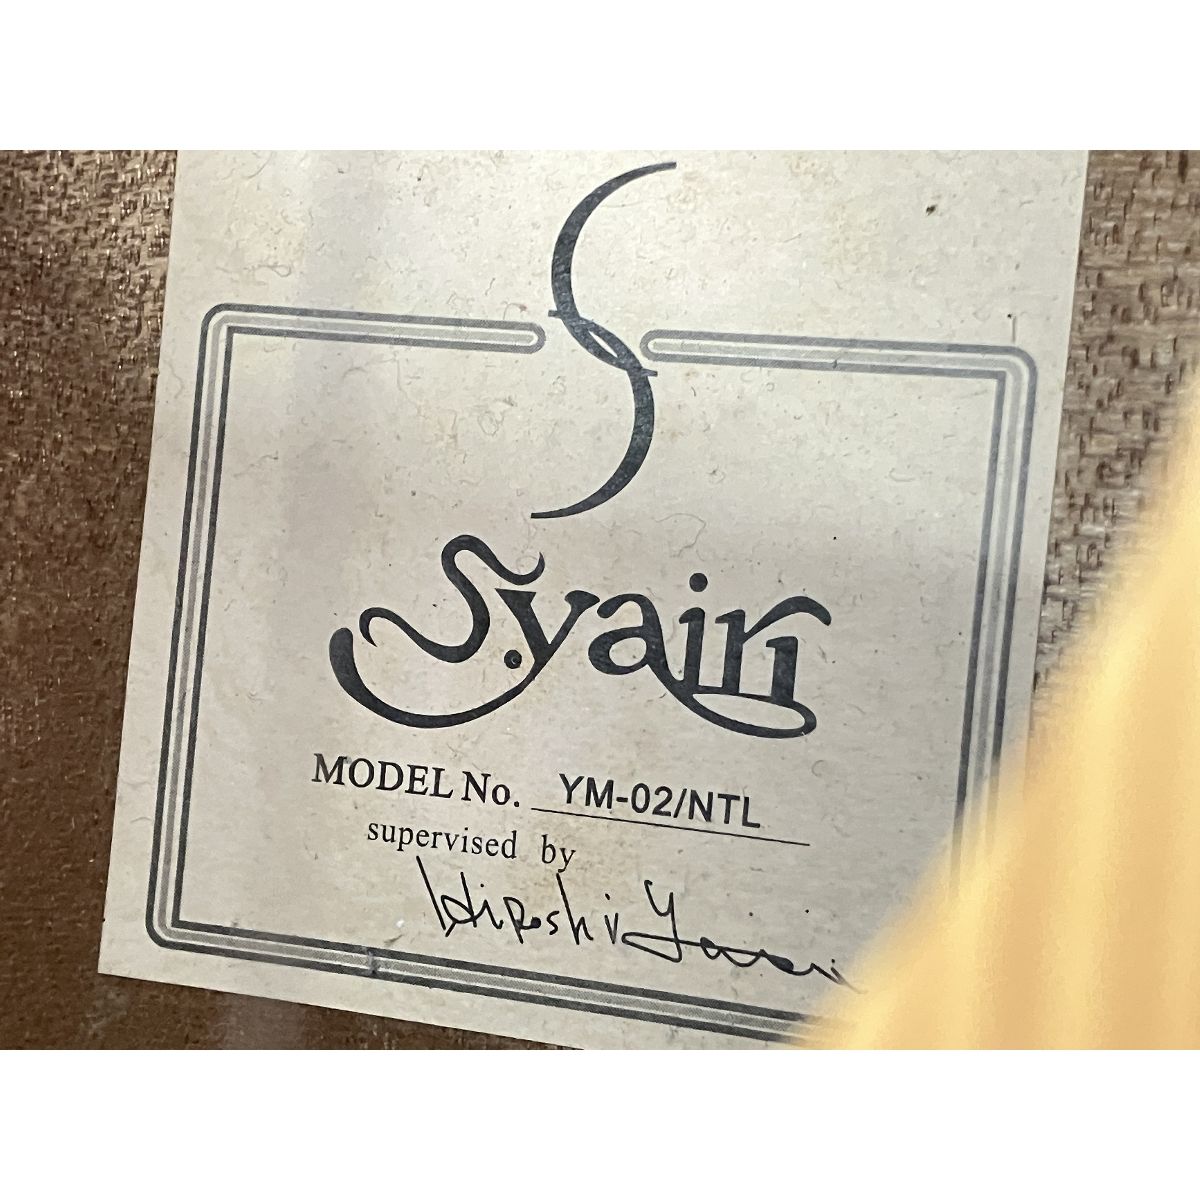 S
S.yairi
MODEL No. YM-02/NTL
supervised by
Hiroshi Yairi